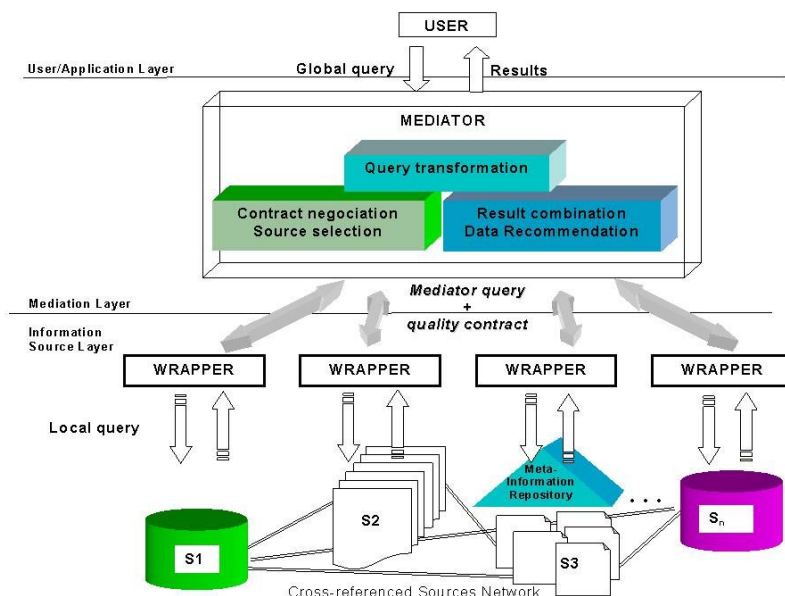 USER
User/Application Layer
Global query
Results
MEDIATOR
Query transformation
Contract negociation
Source selection
Result combination
Data Recommendation
Mediation Layer
Mediator query
+
quality contract
Information
Source Layer
WRAPPER
WRAPPER
WRAPPER
WRAPPER
Local query
Meta-
Information
Repository
...
S1
S2
S3
Sn
Cross-referenced Sources Network